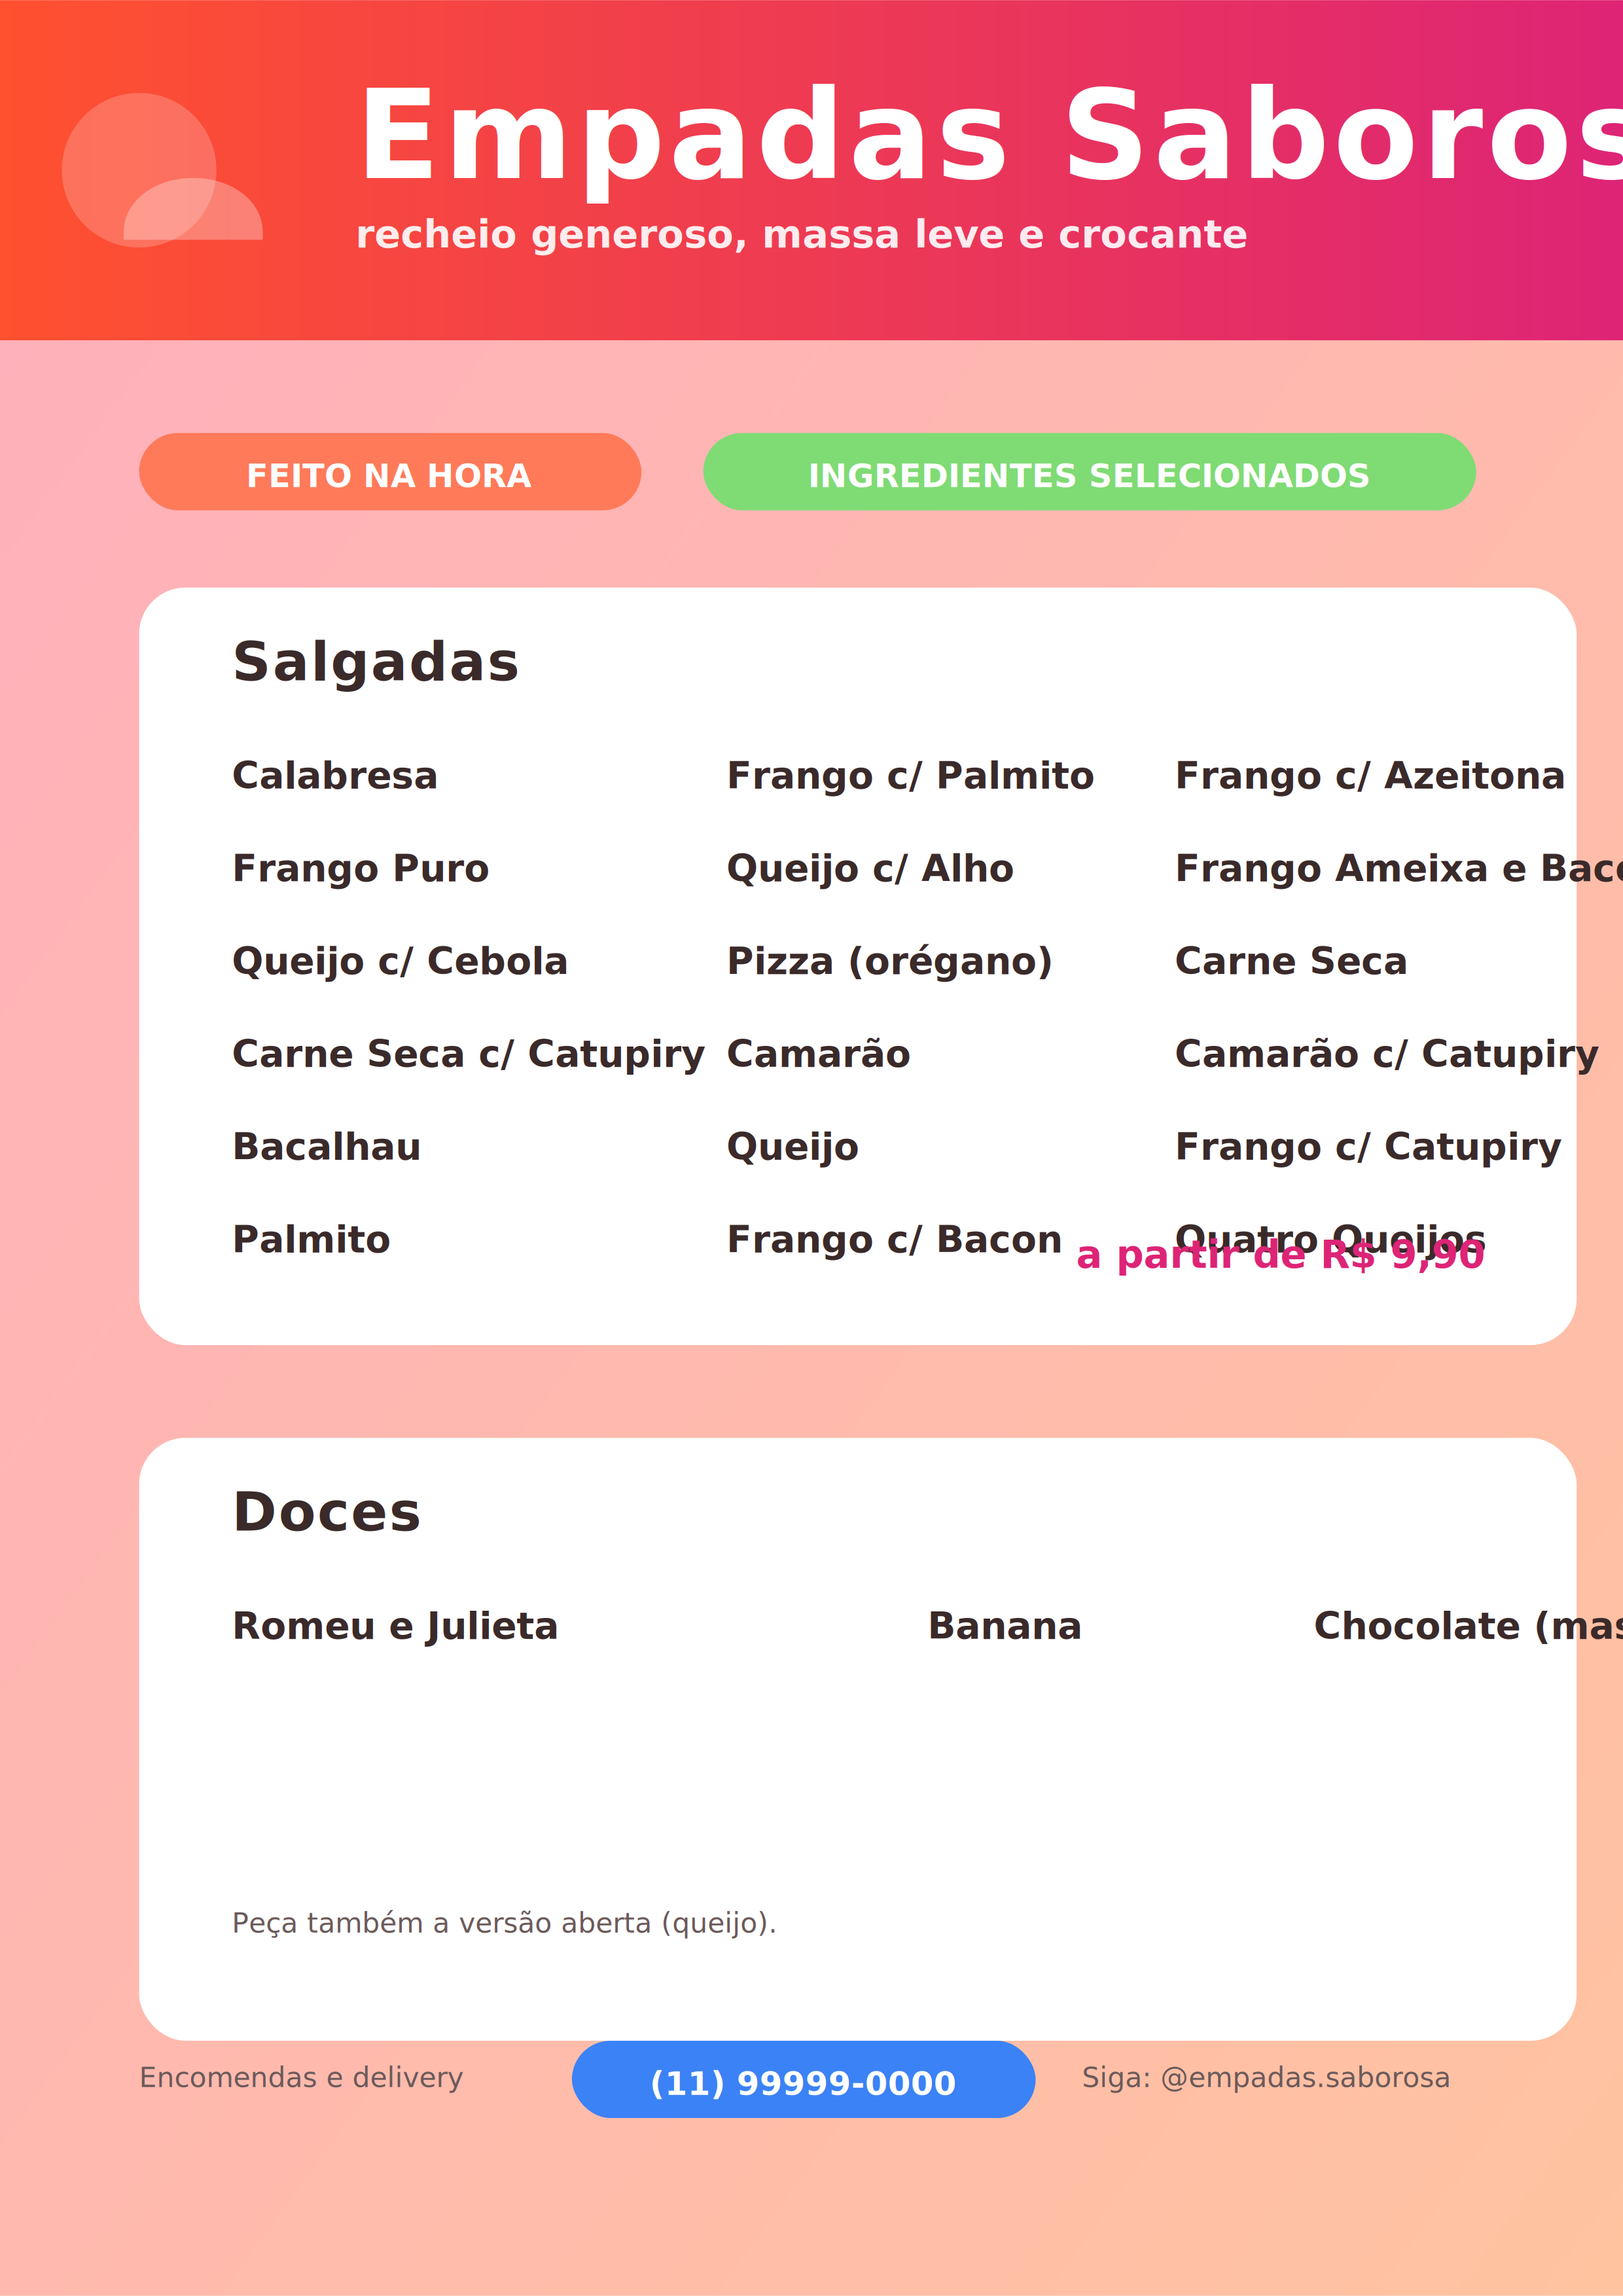 Empadas Saboros
recheio generoso, massa leve e crocante
FEITO NA HORA INGREDIENTES SELECIONADOS
Salgadas
Calabresa Frango c/ Palmito Frango c/ Azeitona
Frango Puro Queijo c/ Alho Frango Ameixa e Baco
Queijo c/ Cebola Pizza (orégano) Carne Seca
Carne Seca c/ Catupiry Camarão Camarão c/ Catupiry
Bacalhau Queijo Frango c/ Catupiry
Palmito Frango c/ Bacon Quatro Queijos
a partir de R$ 9,90
Doces
Romeu e Julieta Banana Chocolate (mas
Peça também a versão aberta (queijo).
Encomendas e delivery (11) 99999-0000 Siga: @empadas.saborosa